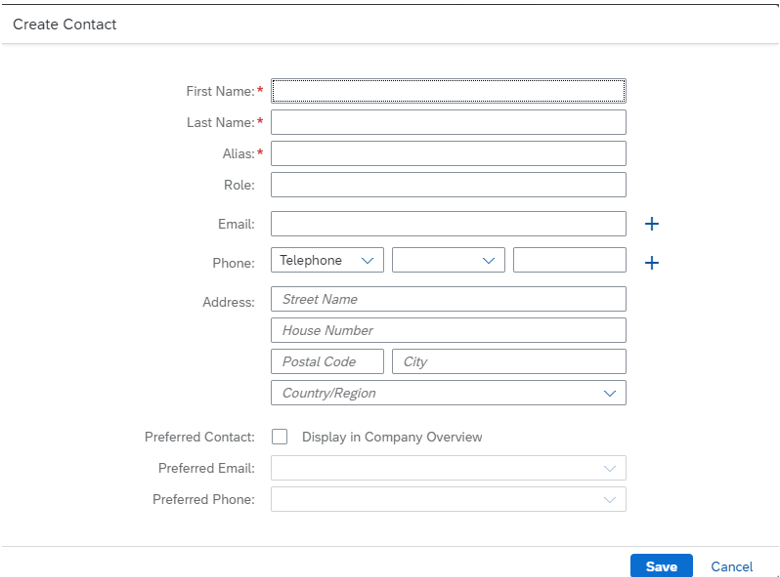 Create Contact
First Name:*
Last Name:*
Alias:*
Role:
Email: +
Phone: Telephone +
Address: Street Name
House Number
Postal Code City
Country/Region
Preferred Contact: Display in Company Overview
Preferred Email:
Preferred Phone:
Save Cancel